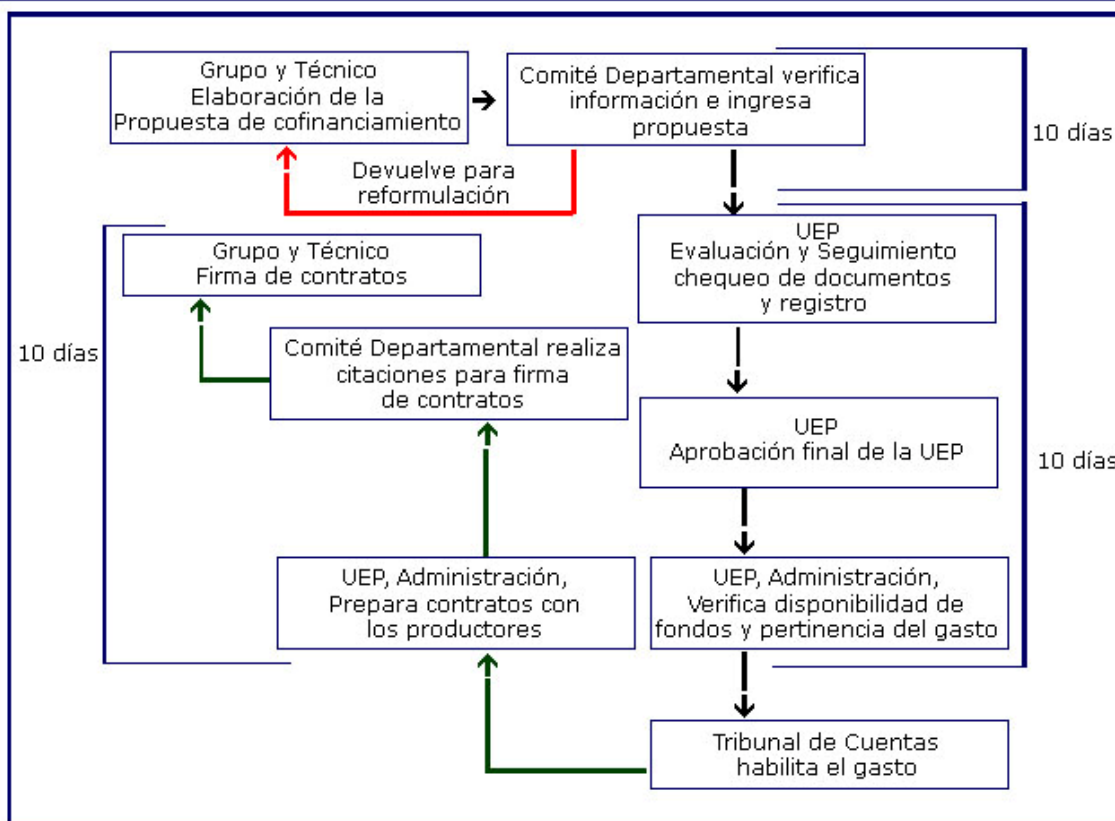 Grupo y Técnico
Elaboración de la
Propuesta de cofinanciamiento
Comité Departamental verifica
información e ingresa
propuesta
10 días
Devuelve para
reformulación
UEP
Evaluación y Seguimiento
chequeo de documentos
y registro
Grupo y Técnico
Firma de contratos
10 días
Comité Departamental realiza
citaciones para firma
de contratos
UEP
Aprobación final de la UEP
10 días
UEP, Administración,
Prepara contratos con
los productores
UEP, Administración,
Verifica disponibilidad de
fondos y pertinencia del gasto
Tribunal de Cuentas
habilita el gasto